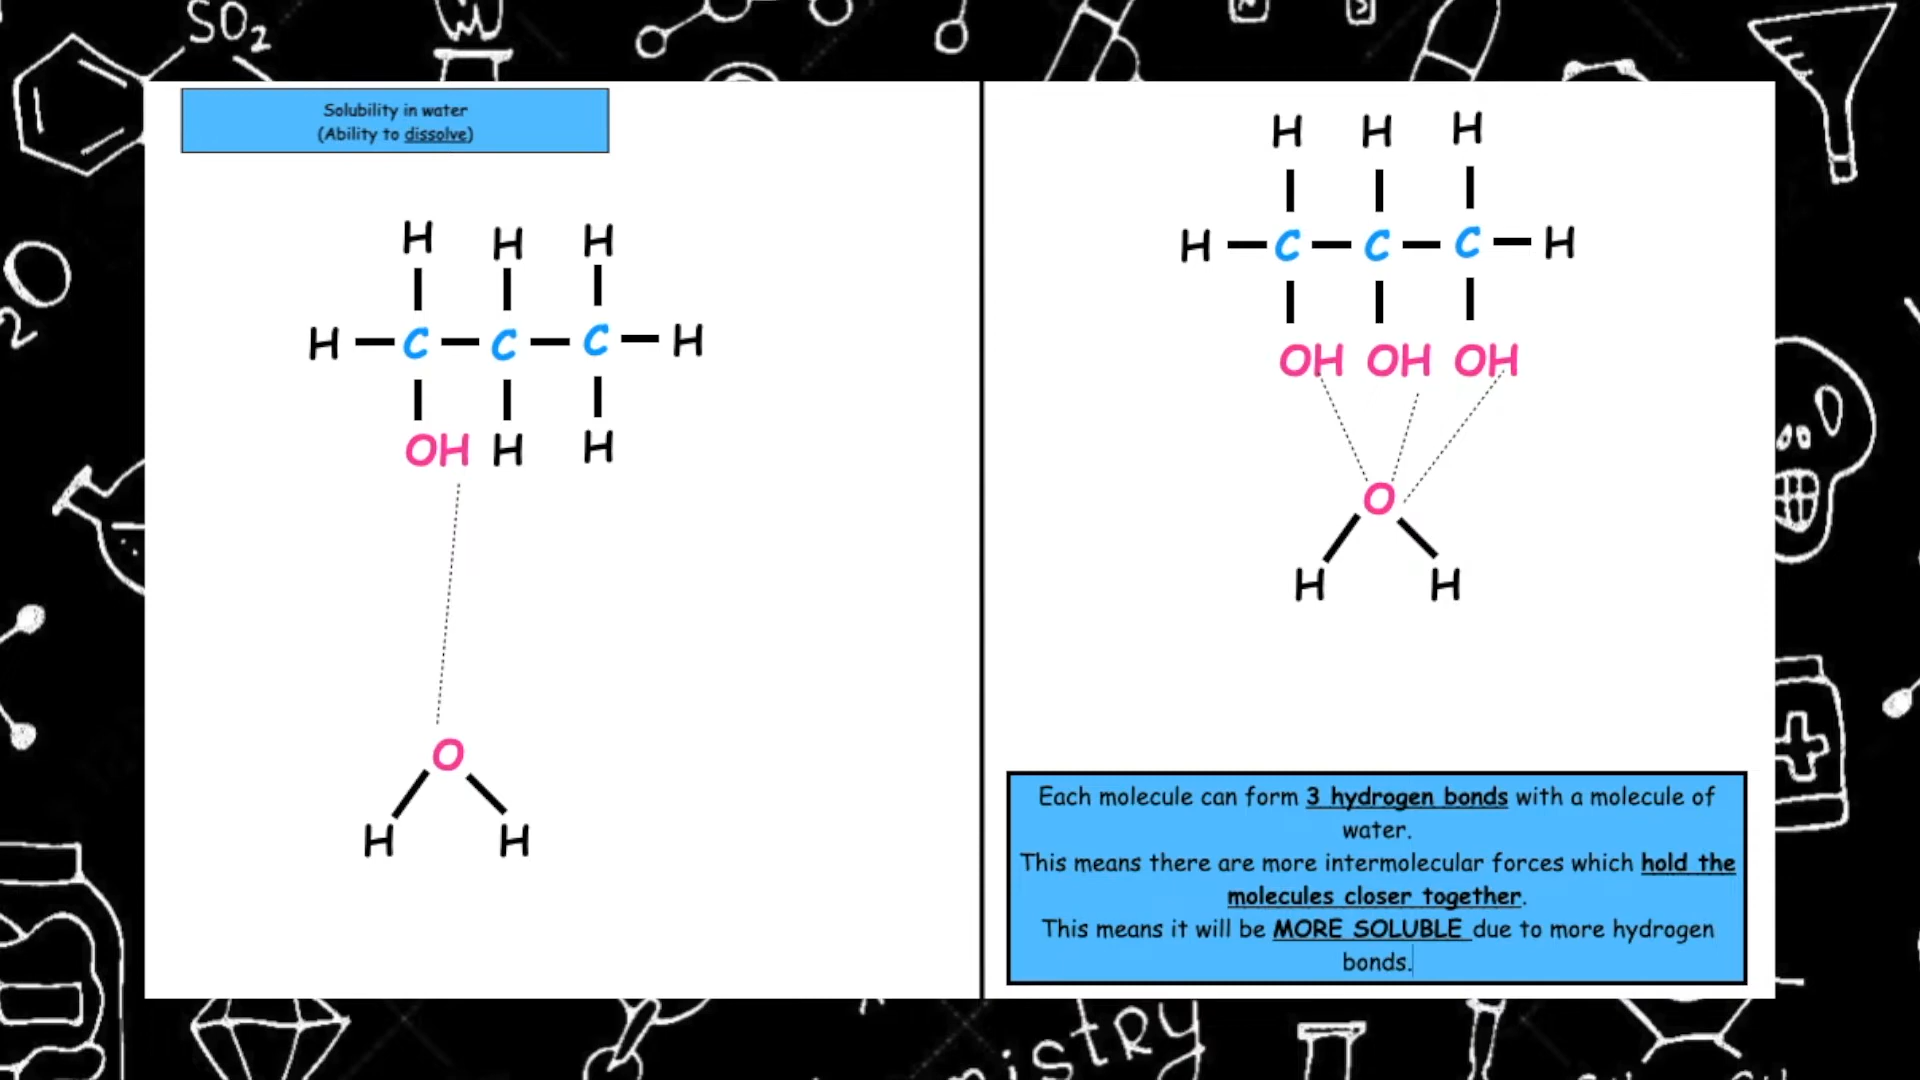 SO2
Solubility in water
(Ability to dissolve)
H H H
H C C C H
OH H H
O
H H
H H H
H C C C H
OH OH OH
O
H H
Each molecule can form 3 hydrogen bonds with a molecule of
water.
This means there are more intermolecular forces which hold the
molecules closer together.
This means it will be MORE SOLUBLE due to more hydrogen
bonds.
2O
mistry